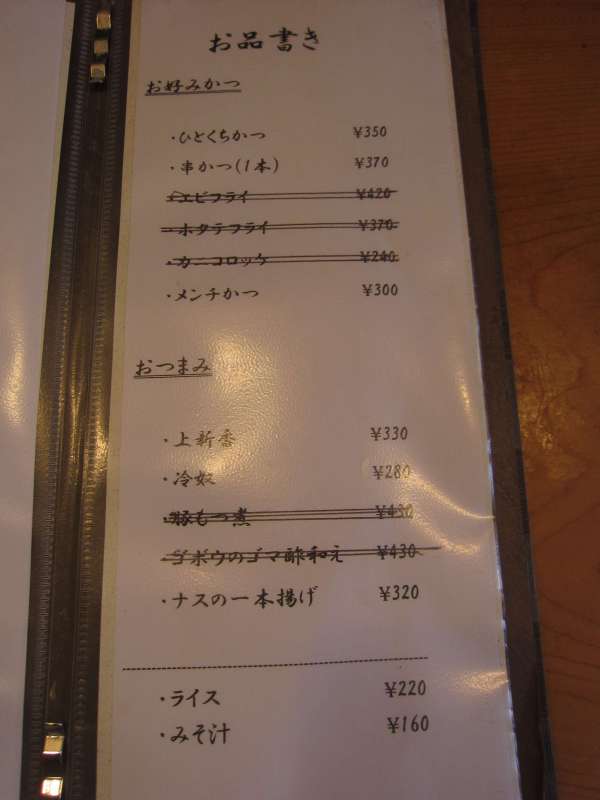 お品書き
お好みかつ
・ひとくちかつ ¥350
・串かつ(1本) ¥370
・エビフライ ¥420
・ホタテフライ ¥370
・カニコロッケ ¥240
・メンチかつ ¥300
おつまみ
・上新香 ¥330
・冷奴 ¥280
・豚もつ煮 ¥430
・ゴボウのゴマ酢和え ¥430
・ナスの一本揚げ ¥320
・ライス ¥220
・みそ汁 ¥160